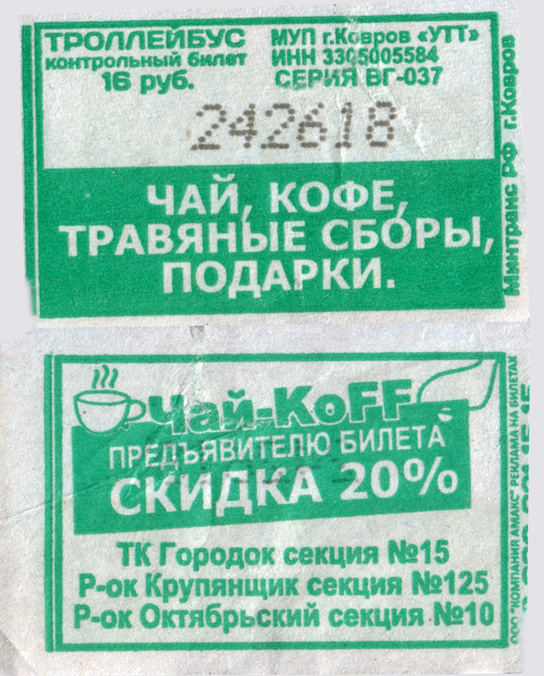 ТРОЛЛЕЙБУС
контрольный билет
16 руб.
МУП г.Ковров «УТТ»
ИНН 3305005584
СЕРИЯ ВГ-037
242618
ЧАЙ, КОФЕ,
ТРАВЯНЫЕ СБОРЫ,
ПОДАРКИ.
Минтранс РФ г.Ковров
Чай-KoFF
ПРЕДЪЯВИТЕЛЮ БИЛЕТА
СКИДКА 20%
ТК Городок секция №15
Р-ок Крупянщик секция №125
Р-ок Октябрьский секция №10
ООО "КОМПАНИЯ АМАКС" РЕКЛАМА НА БИЛЕТАХ